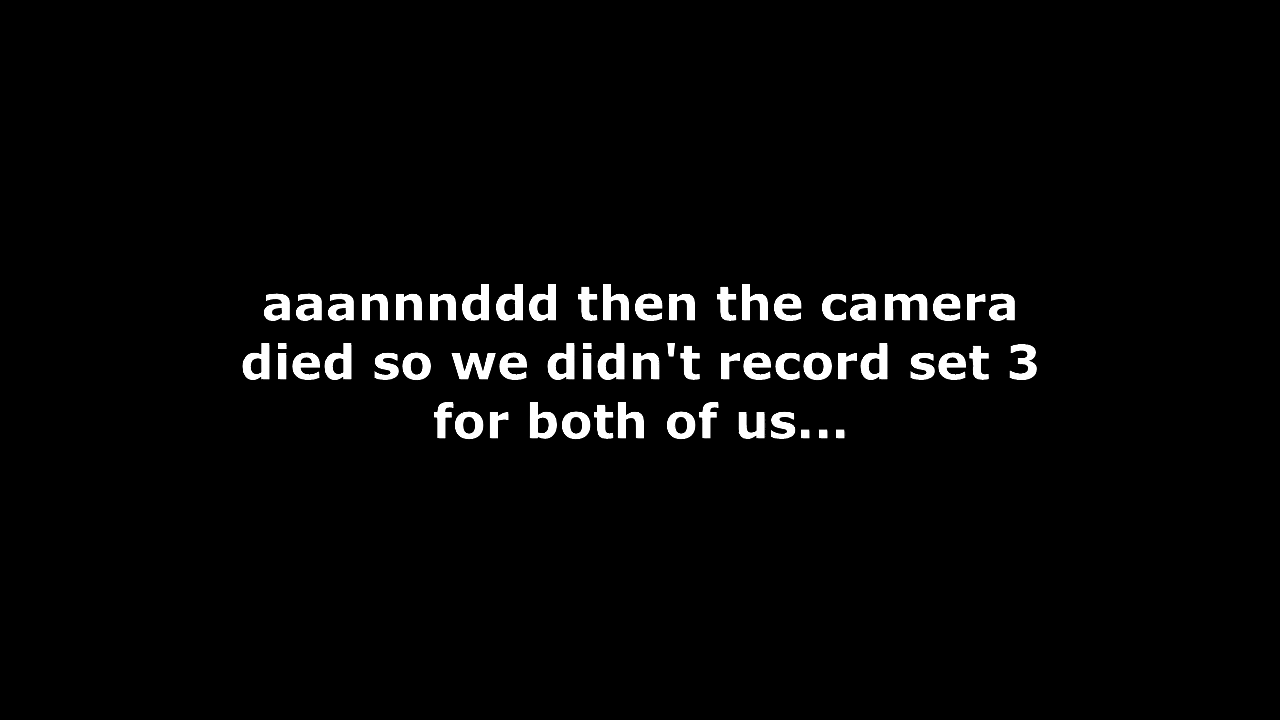 aaannnddd then the camera
died so we didn't record set 3
for both of us...